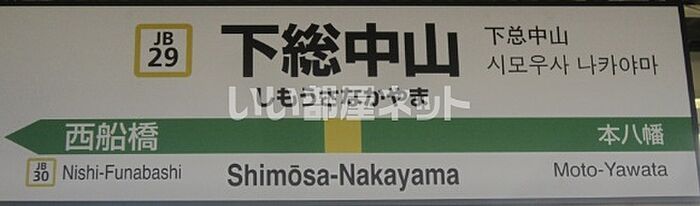 JB
29
下総中山
しもうさなかやま
下总中山
시모우사 나카야마
いい部屋ネット
西船橋
本八幡
JB
30
Nishi-Funabashi
Shimōsa-Nakayama
Moto-Yawata